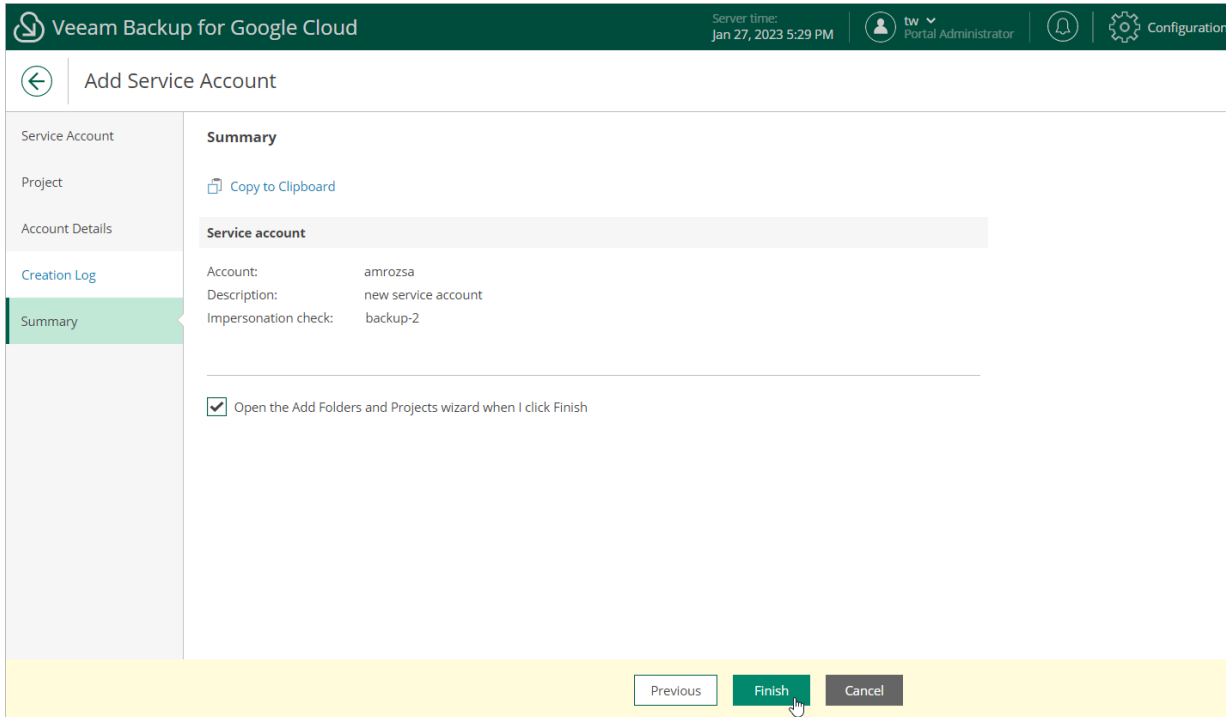 Veeam Backup for Google Cloud
Server time:
Jan 27, 2023 5:29 PM
tw
Portal Administrator
Configuration
Add Service Account
Service Account
Project
Account Details
Creation Log
Summary
Summary
Copy to Clipboard
Service account
Account: amrozsa
Description: new service account
Impersonation check: backup-2
Open the Add Folders and Projects wizard when I click Finish
Previous
Finish
Cancel